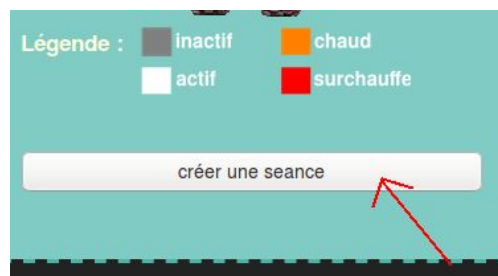 Légende : inactif chaud
actif surchauffe
créer une seance